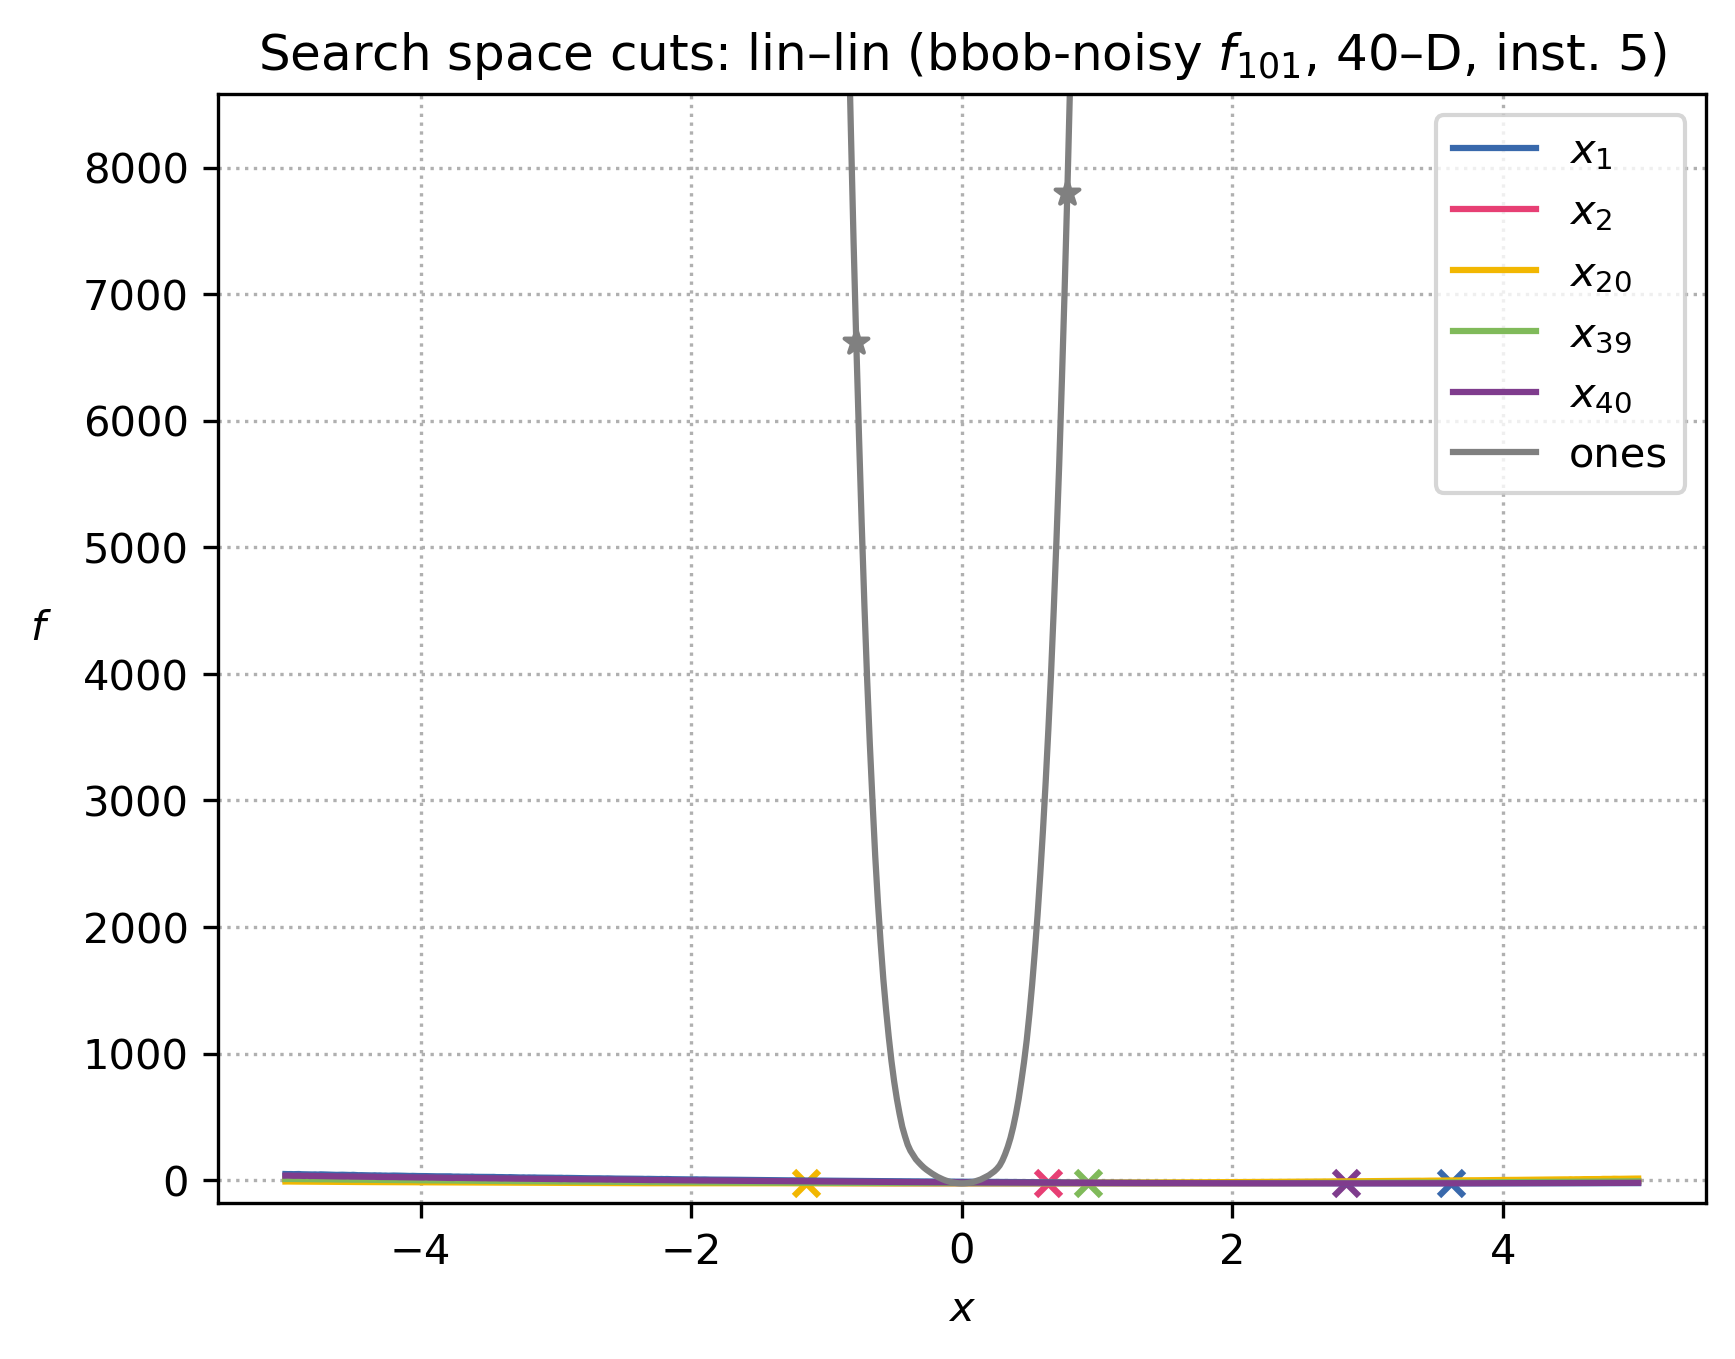 Search space cuts: lin–lin (bbob-noisy f₁₀₁, 40–D, inst. 5)
x₁
x₂
x₂₀
x₃₉
x₄₀
ones
8000
7000
6000
5000
4000
3000
2000
1000
0
f
−4
−2
0
2
4
x